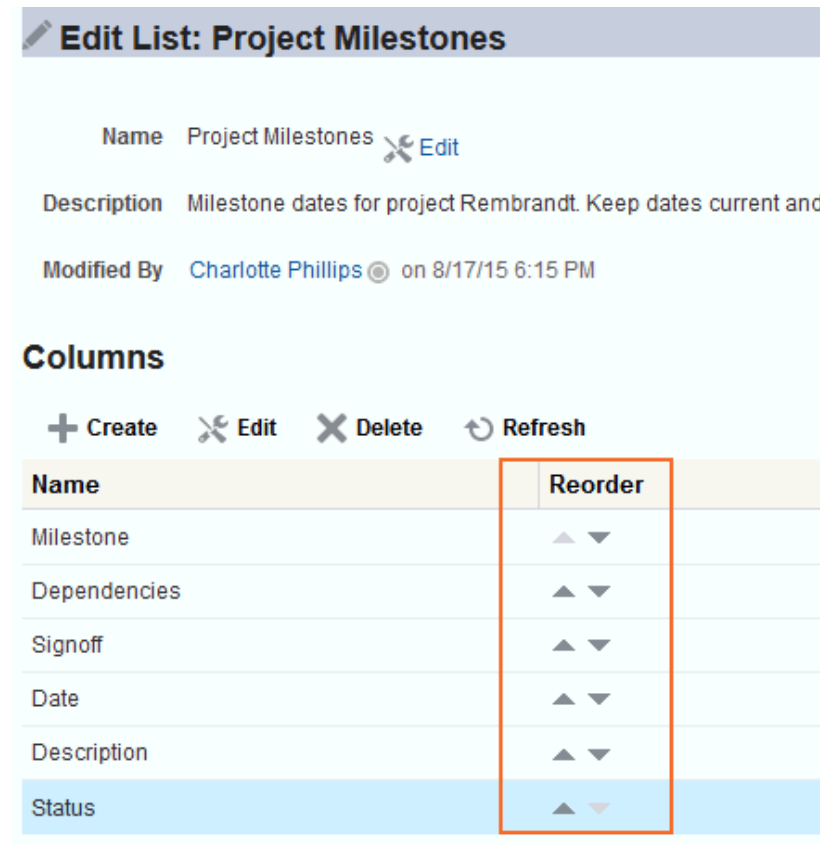 Edit List: Project Milestones
Name Project Milestones Edit
Description Milestone dates for project Rembrandt. Keep dates current and
Modified By Charlotte Phillips on 8/17/15 6:15 PM
Columns
Create Edit Delete Refresh
Name Reorder
Milestone
Dependencies
Signoff
Date
Description
Status